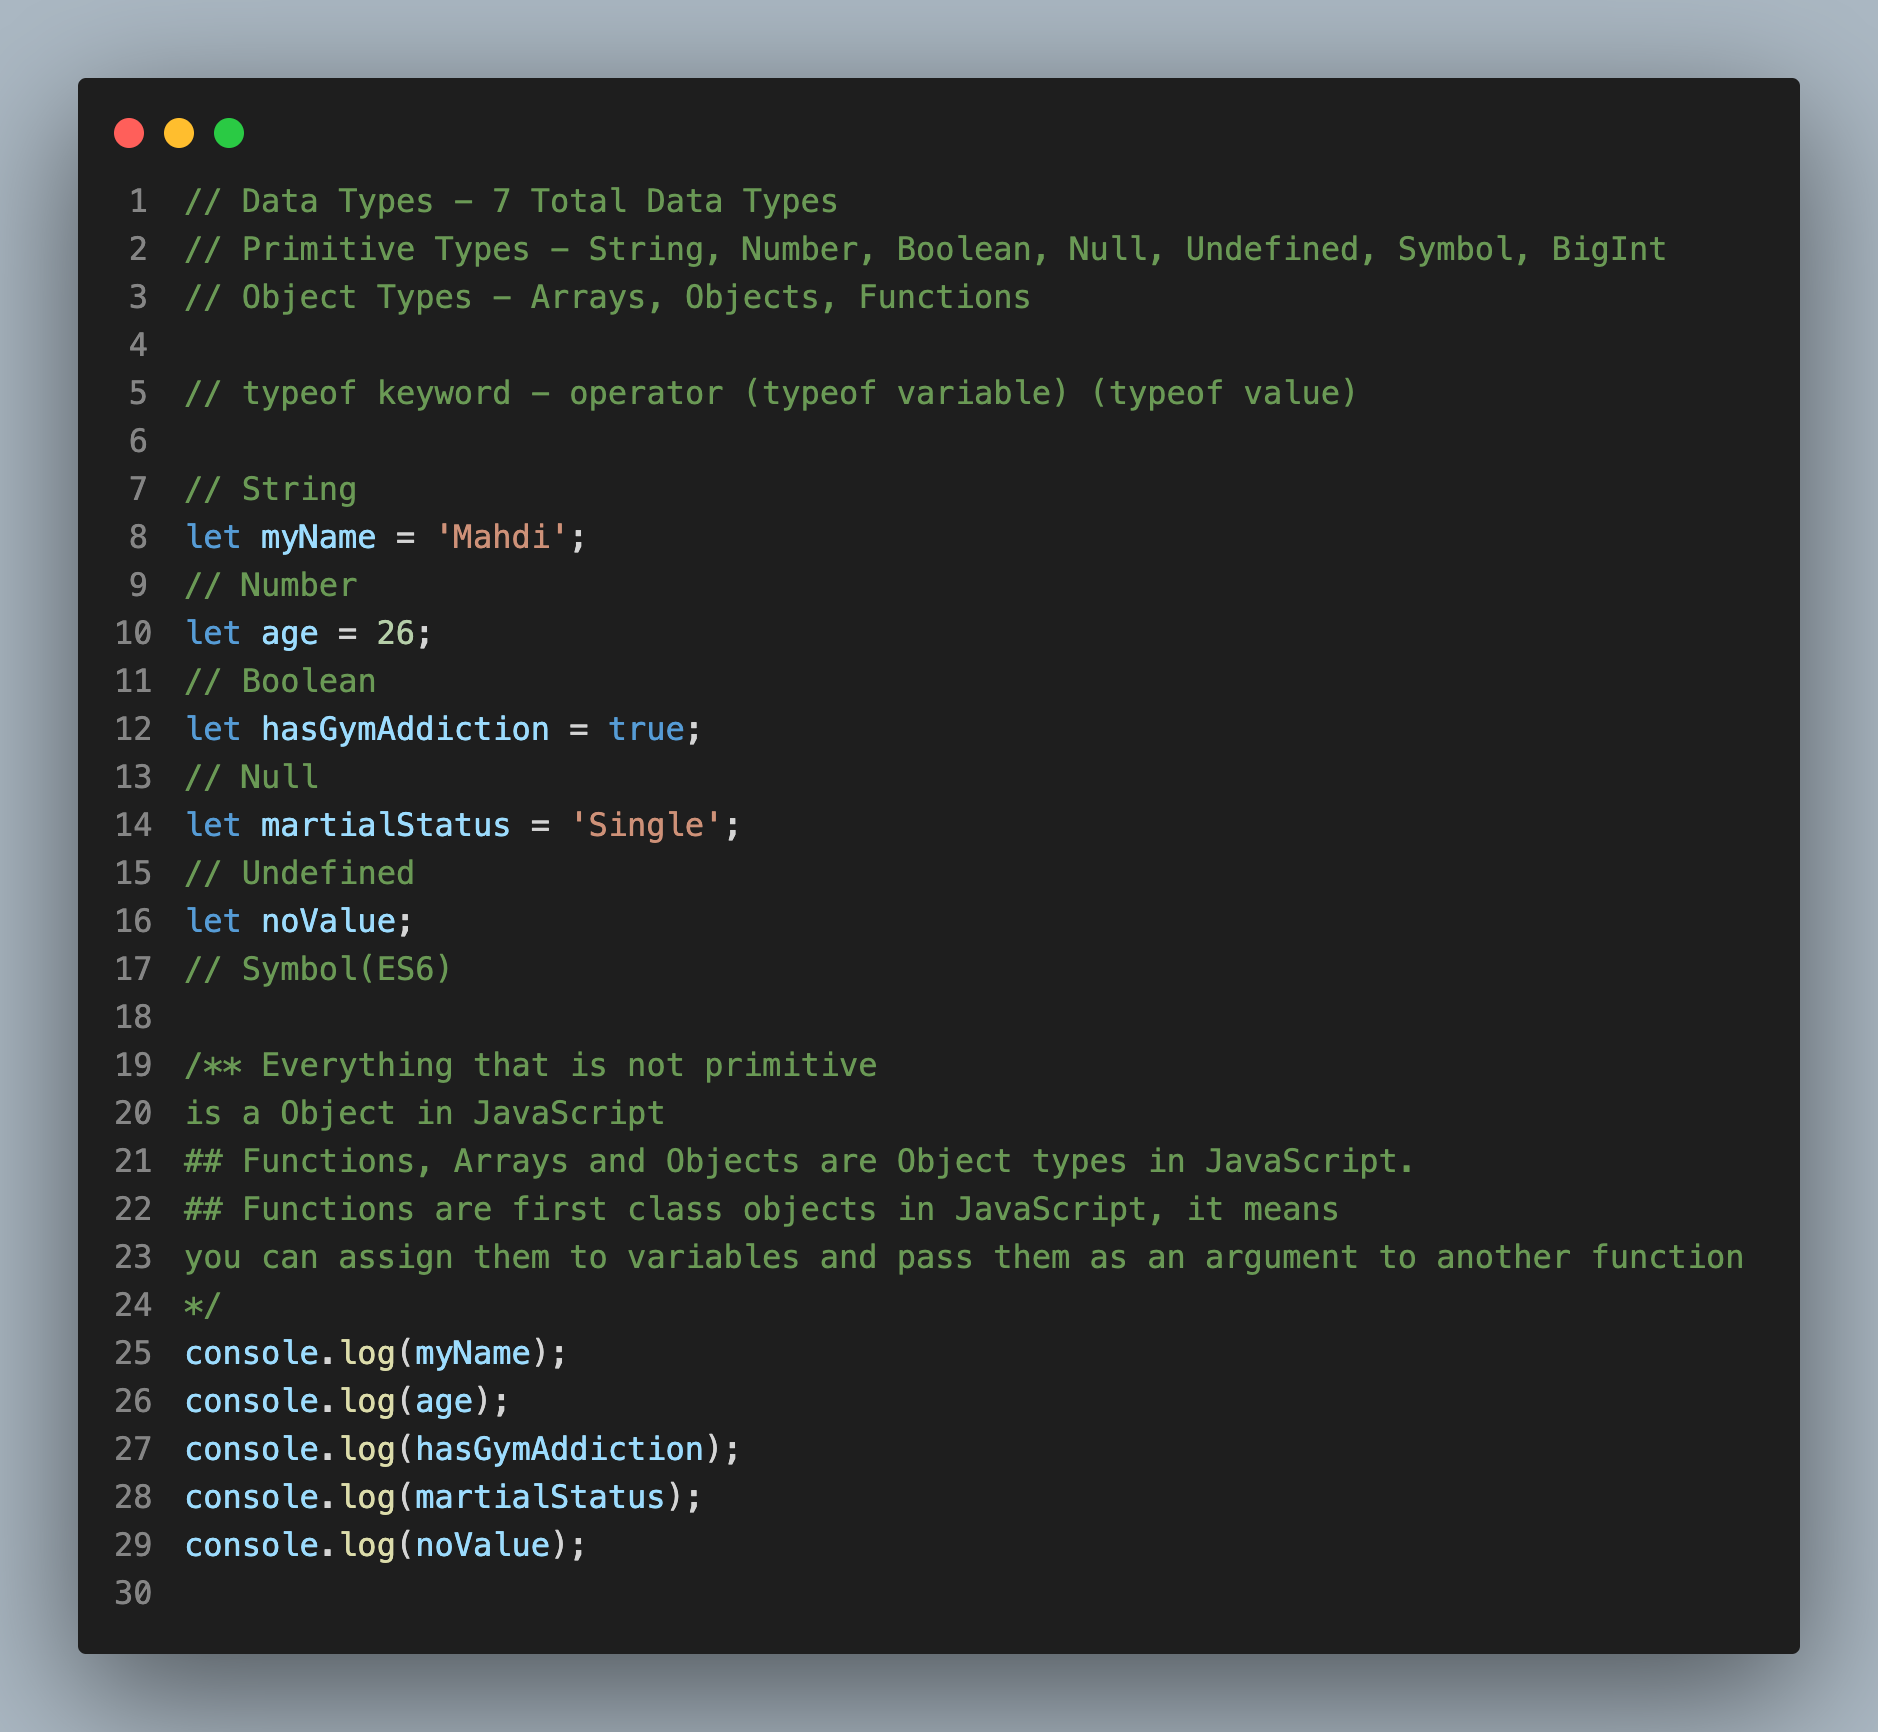 1 // Data Types - 7 Total Data Types
2 // Primitive Types - String, Number, Boolean, Null, Undefined, Symbol, BigInt
3 // Object Types - Arrays, Objects, Functions
4
5 // typeof keyword - operator (typeof variable) (typeof value)
6
7 // String
8 let myName = 'Mahdi';
9 // Number
10 let age = 26;
11 // Boolean
12 let hasGymAddiction = true;
13 // Null
14 let martialStatus = 'Single';
15 // Undefined
16 let noValue;
17 // Symbol(ES6)
18
19 /** Everything that is not primitive
20 is a Object in JavaScript
21 ## Functions, Arrays and Objects are Object types in JavaScript.
22 ## Functions are first class objects in JavaScript, it means
23 you can assign them to variables and pass them as an argument to another function
24 */
25 console.log(myName);
26 console.log(age);
27 console.log(hasGymAddiction);
28 console.log(martialStatus);
29 console.log(noValue);
30